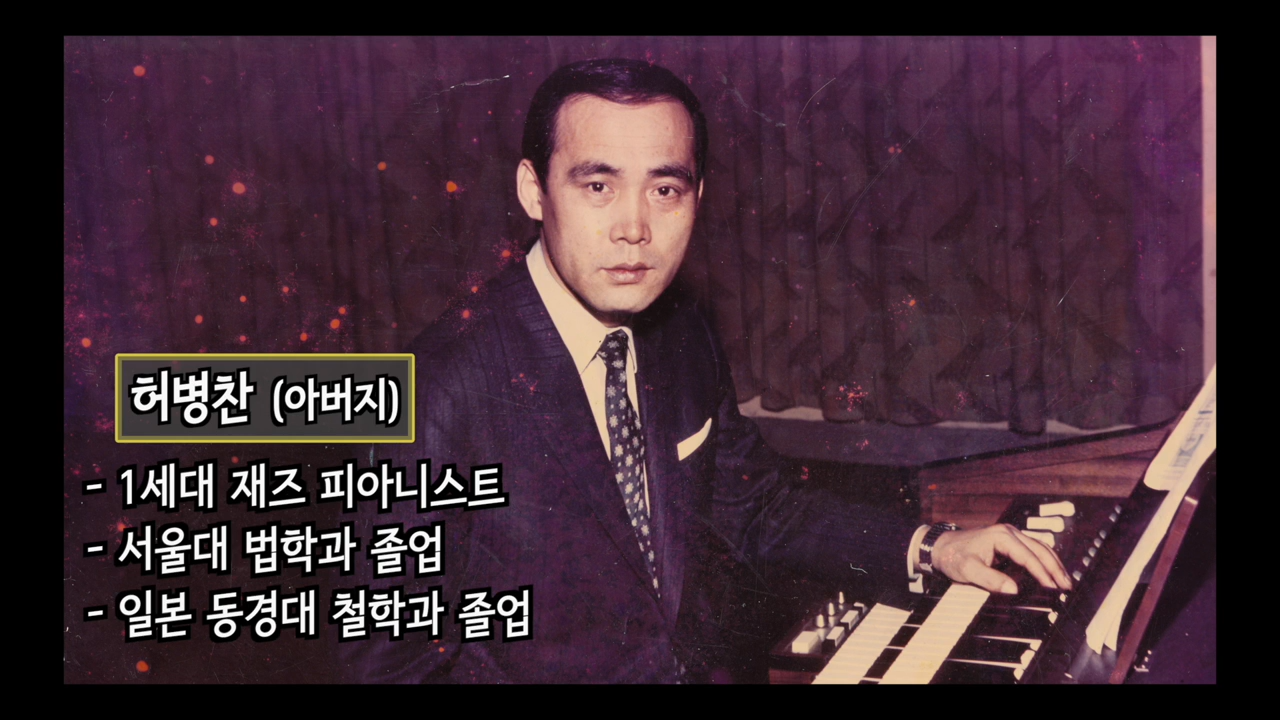 허병찬 (아버지)
- 1세대 재즈 피아니스트
- 서울대 법학과 졸업
- 일본 동경대 철학과 졸업